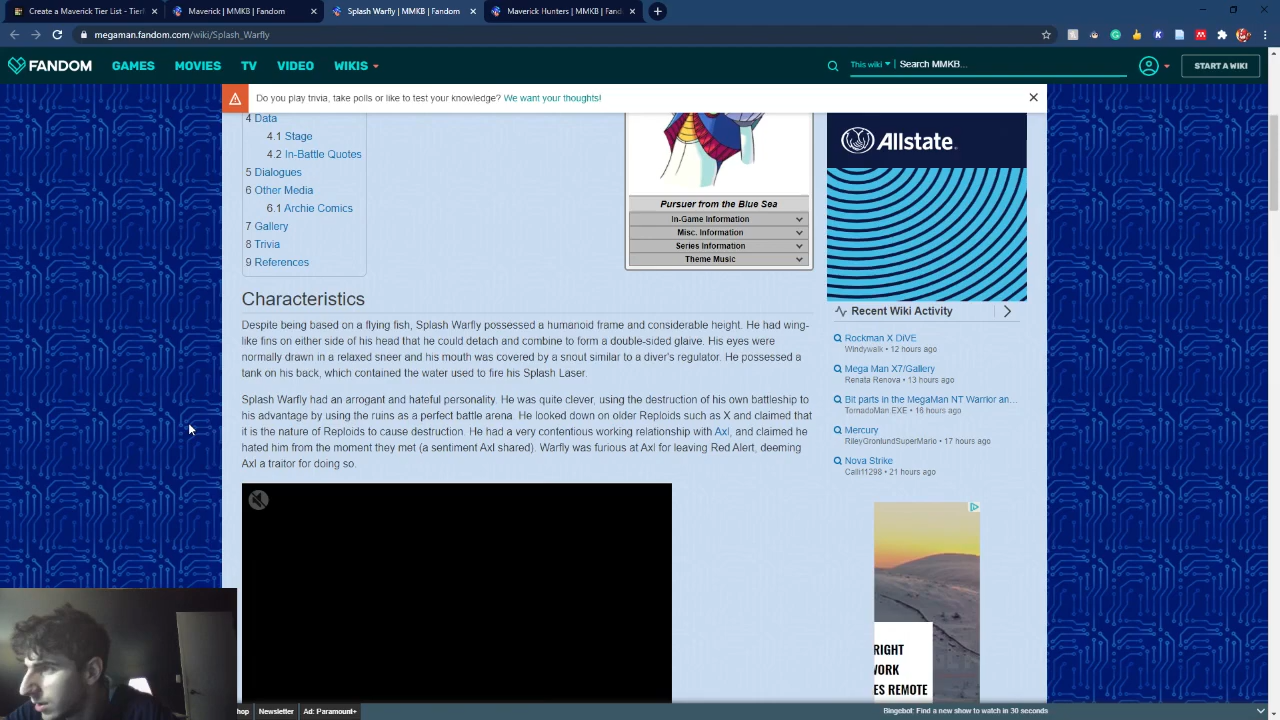 Create a Maverick Tier List - Tier
Maverick | MMKB | Fandom
Splash Warfly | MMKB | Fandom
Maverick Hunters | MMKB | Fand
megaman.fandom.com/wiki/Splash_Warfly
FANDOM GAMES MOVIES TV VIDEO WIKIS This wiki Search MMKB... START A WIKI
Do you play trivia, take polls or like to test your knowledge? We want your thoughts!
4 Data
4.1 Stage
4.2 In-Battle Quotes
5 Dialogues
6 Other Media
6.1 Archie Comics
7 Gallery
8 Trivia
9 References
Pursuer from the Blue Sea
In-Game Information
Misc. Information
Series Information
Theme Music
Characteristics
Despite being based on a flying fish, Splash Warfly possessed a humanoid frame and considerable height. He had wing-
like fins on either side of his head that he could detach and combine to form a double-sided glaive. His eyes were
normally drawn in a relaxed sneer and his mouth was covered by a snout similar to a diver's regulator. He possessed a
tank on his back, which contained the water used to fire his Splash Laser.
Splash Warfly had an arrogant and hateful personality. He was quite clever, using the destruction of his own battleship to
his advantage by using the ruins as a perfect battle arena. He looked down on older Reploids such as X and claimed that
it is the nature of Reploids to cause destruction. He had a very contentious working relationship with Axl, and claimed he
hated him from the moment they met (a sentiment Axl shared). Warfly was furious at Axl for leaving Red Alert, deeming
Axl a traitor for doing so.
Allstate
Recent Wiki Activity
Rockman X DiVE
Windywalk • 12 hours ago
Mega Man X7/Gallery
Renata Renova • 13 hours ago
Bit parts in the MegaMan NT Warrior an...
TornadoMan EXE • 16 hours ago
Mercury
RileyGronlundSuperMario • 17 hours ago
Nova Strike
Calli11298 • 21 hours ago
RIGHT
WORK
ES REMOTE
hop Newsletter Ad: Paramount+
Bingebot: Find a new show to watch in 30 seconds